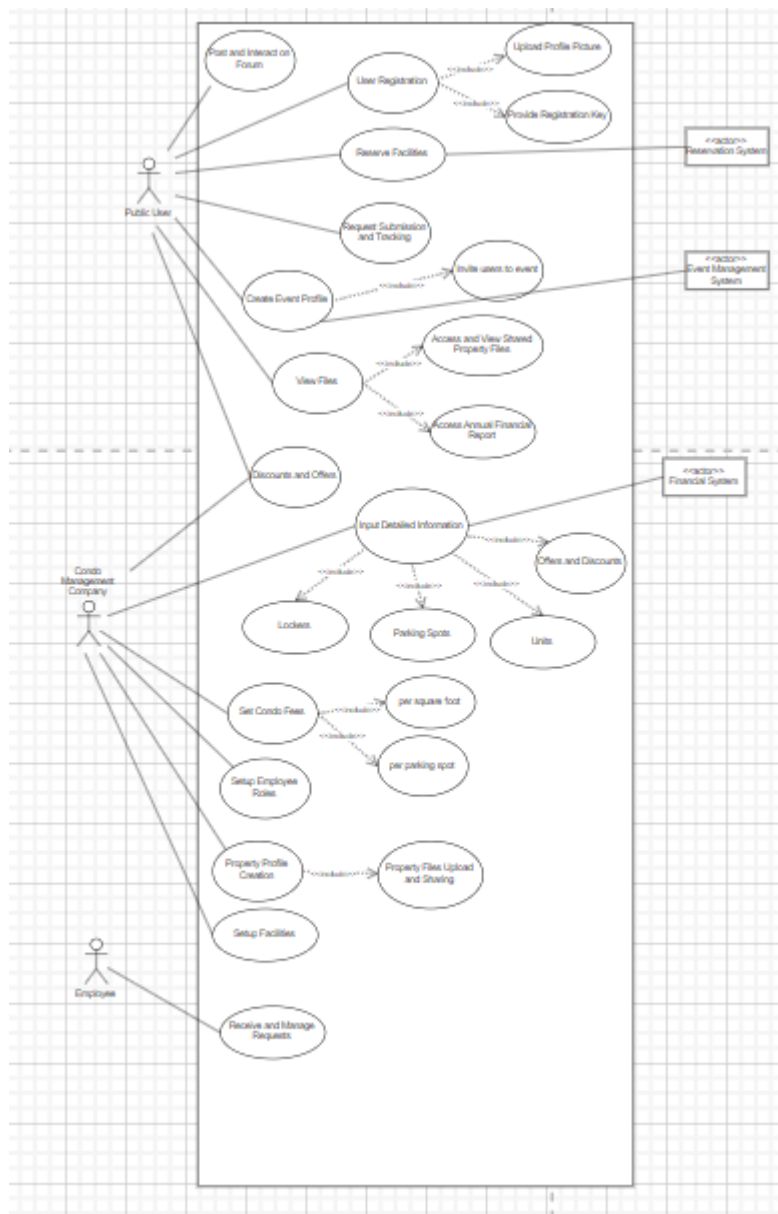 Post and Interact on
Forum
Upload Profile Picture
User Registration
<<include>>
<<include>>
Provide Registration Key
Reserve Facilities
<<actor>>
Reservation System
Public User
Request Submission
and Tracking
Invite users to event
<<include>>
Create Event Profile
<<actor>>
Event Management
System
Access and View Shared
Property Files
<<include>>
View Files
<<include>>
Access Annual Financial
Report
Discounts and Offers
<<actor>>
Financial System
Input Detailed Information
<<include>>
Offers and Discounts
<<include>>
<<include>>
<<include>>
Condo
Management
Company
Lockers
Parking Spots
Units
Set Condo Fees
<<include>>
per square foot
<<include>>
per parking spot
Setup Employee
Roles
Property Profile
Creation
<<include>>
Property Files Upload
and Sharing
Setup Facilities
Employee
Receive and Manage
Requests